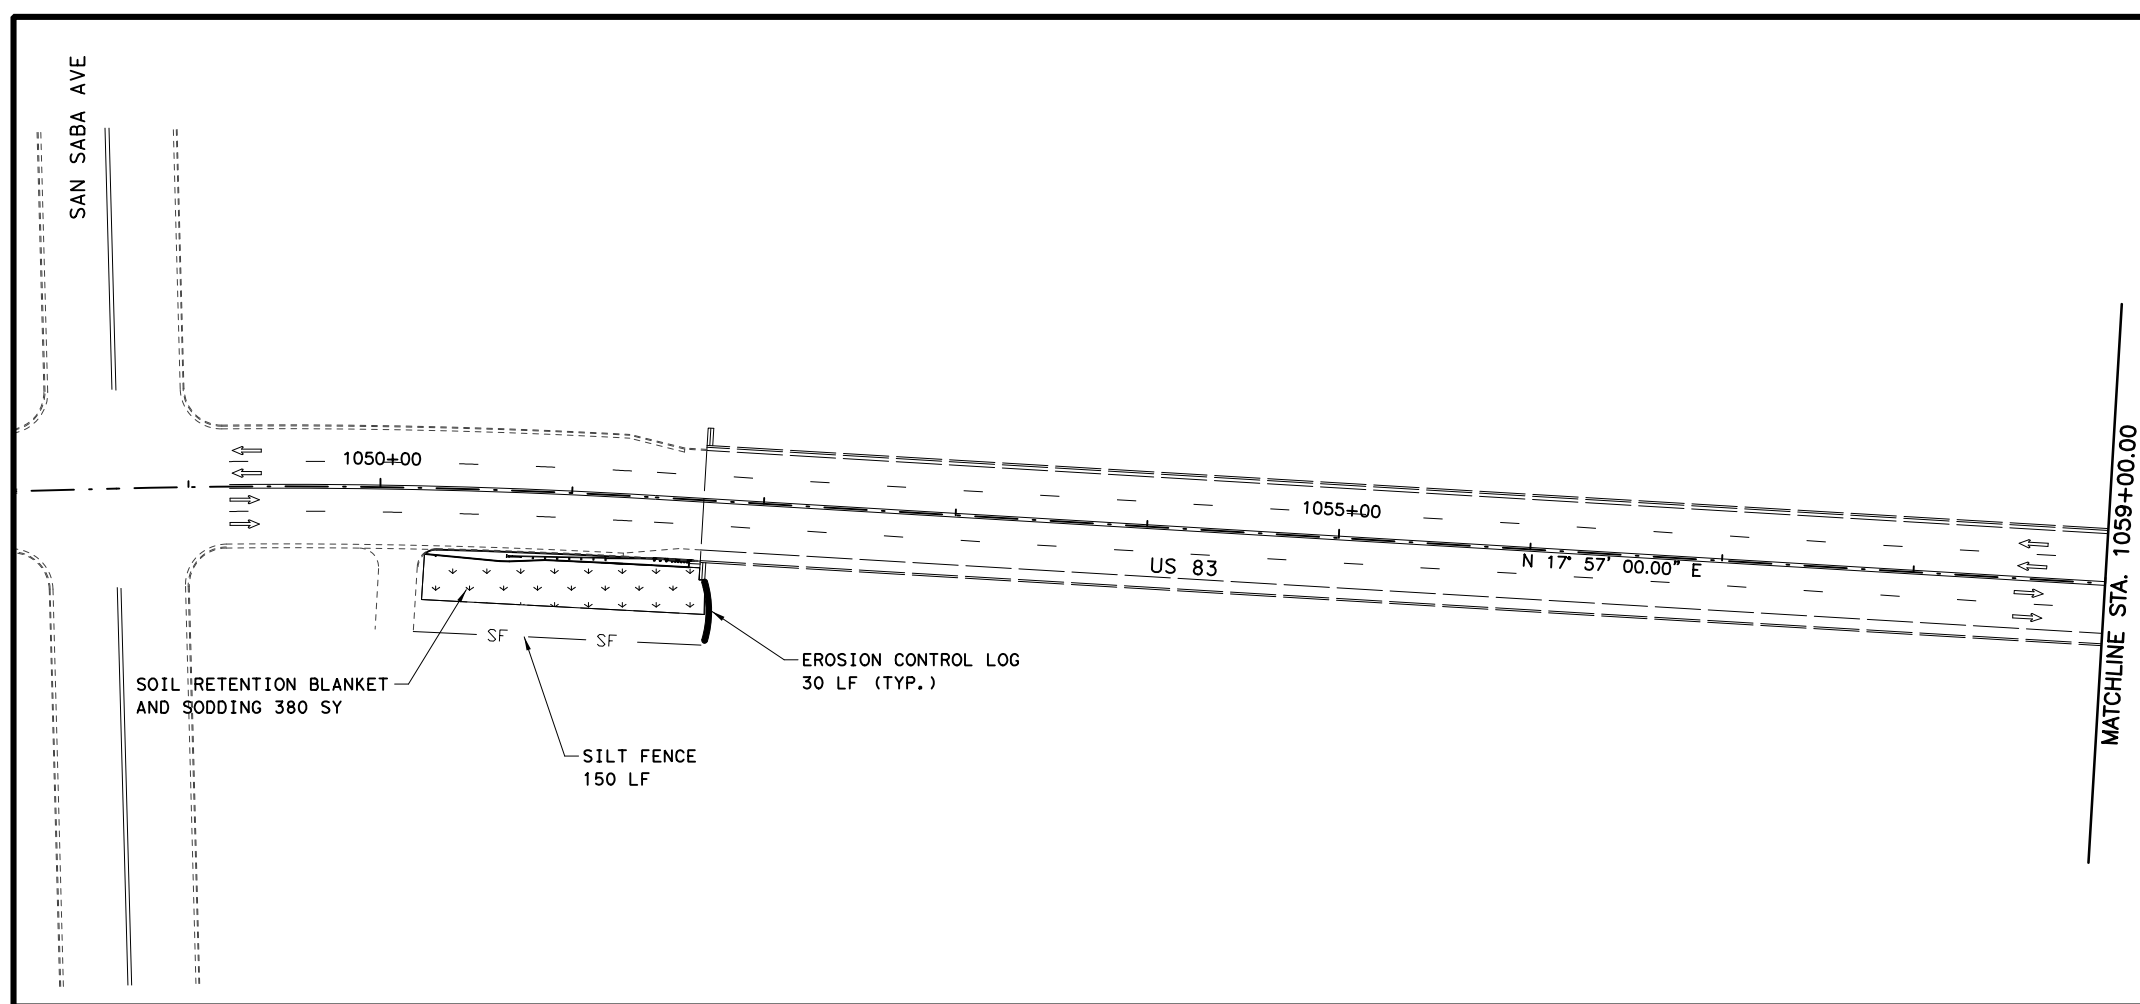 SAN SABA AVE
1050+00
1055+00
US 83
N 17° 57' 00.00" E
MATCHLINE STA. 1059+00.00
SF
SF
EROSION CONTROL LOG
30 LF (TYP.)
SOIL RETENTION BLANKET
AND SODDING 380 SY
SILT FENCE
150 LF